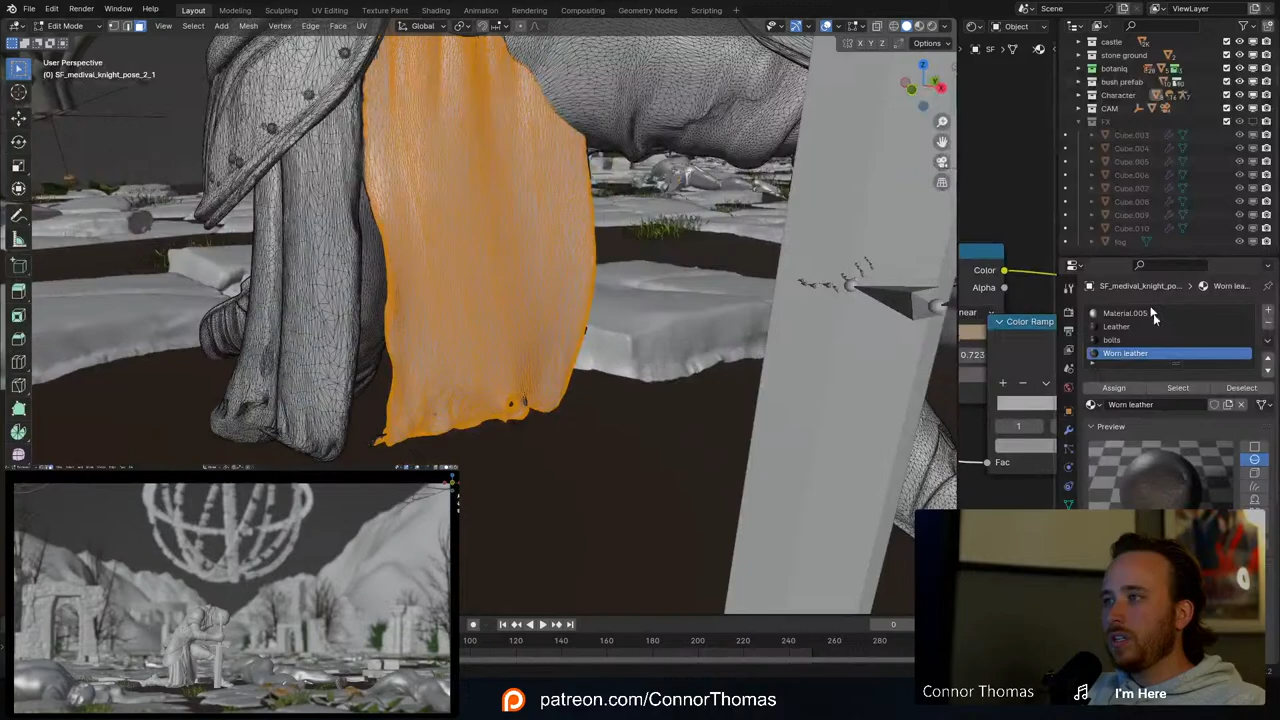 File Edit Render Window Help Layout Modeling Sculpting UV Editing Texture Paint Shading Animation Rendering Compositing Geometry Nodes Scripting Scene ViewLayer
Edit Mode View Select Add Mesh Vertex Edge Face UV Global Object
X Y Z Options SF
User Perspective
(0) SF_medival_knight_pose_2_1
Z
Y
X
castle
stone ground
botaniq
bush prefab
Character
CAM
FX
Cube.003
Cube.004
Cube.005
Cube.006
Cube.007
Cube.008
Cube.009
Cube.010
fog
SF_medival_knight_po... > Worn lea...
Material.005
Leather
bolts
Worn leather
Assign Select Deselect
Worn leather
Preview
Color
Alpha
near
Color Ramp
0.723
1
Fac
0
100 120 140 160 180 200 220 240 260 280
patreon.com/ConnorThomas
Connor Thomas I'm Here